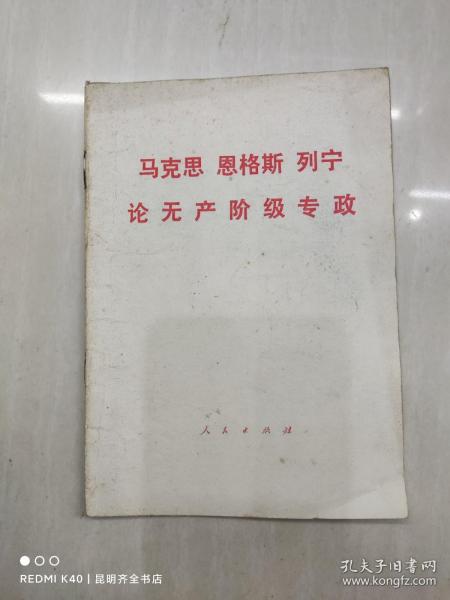 马克思 恩格斯 列宁
论无产阶级专政
人民出版社
REDMI K40 | 昆明齐全书店
孔夫子旧书网
www.kongfz.com